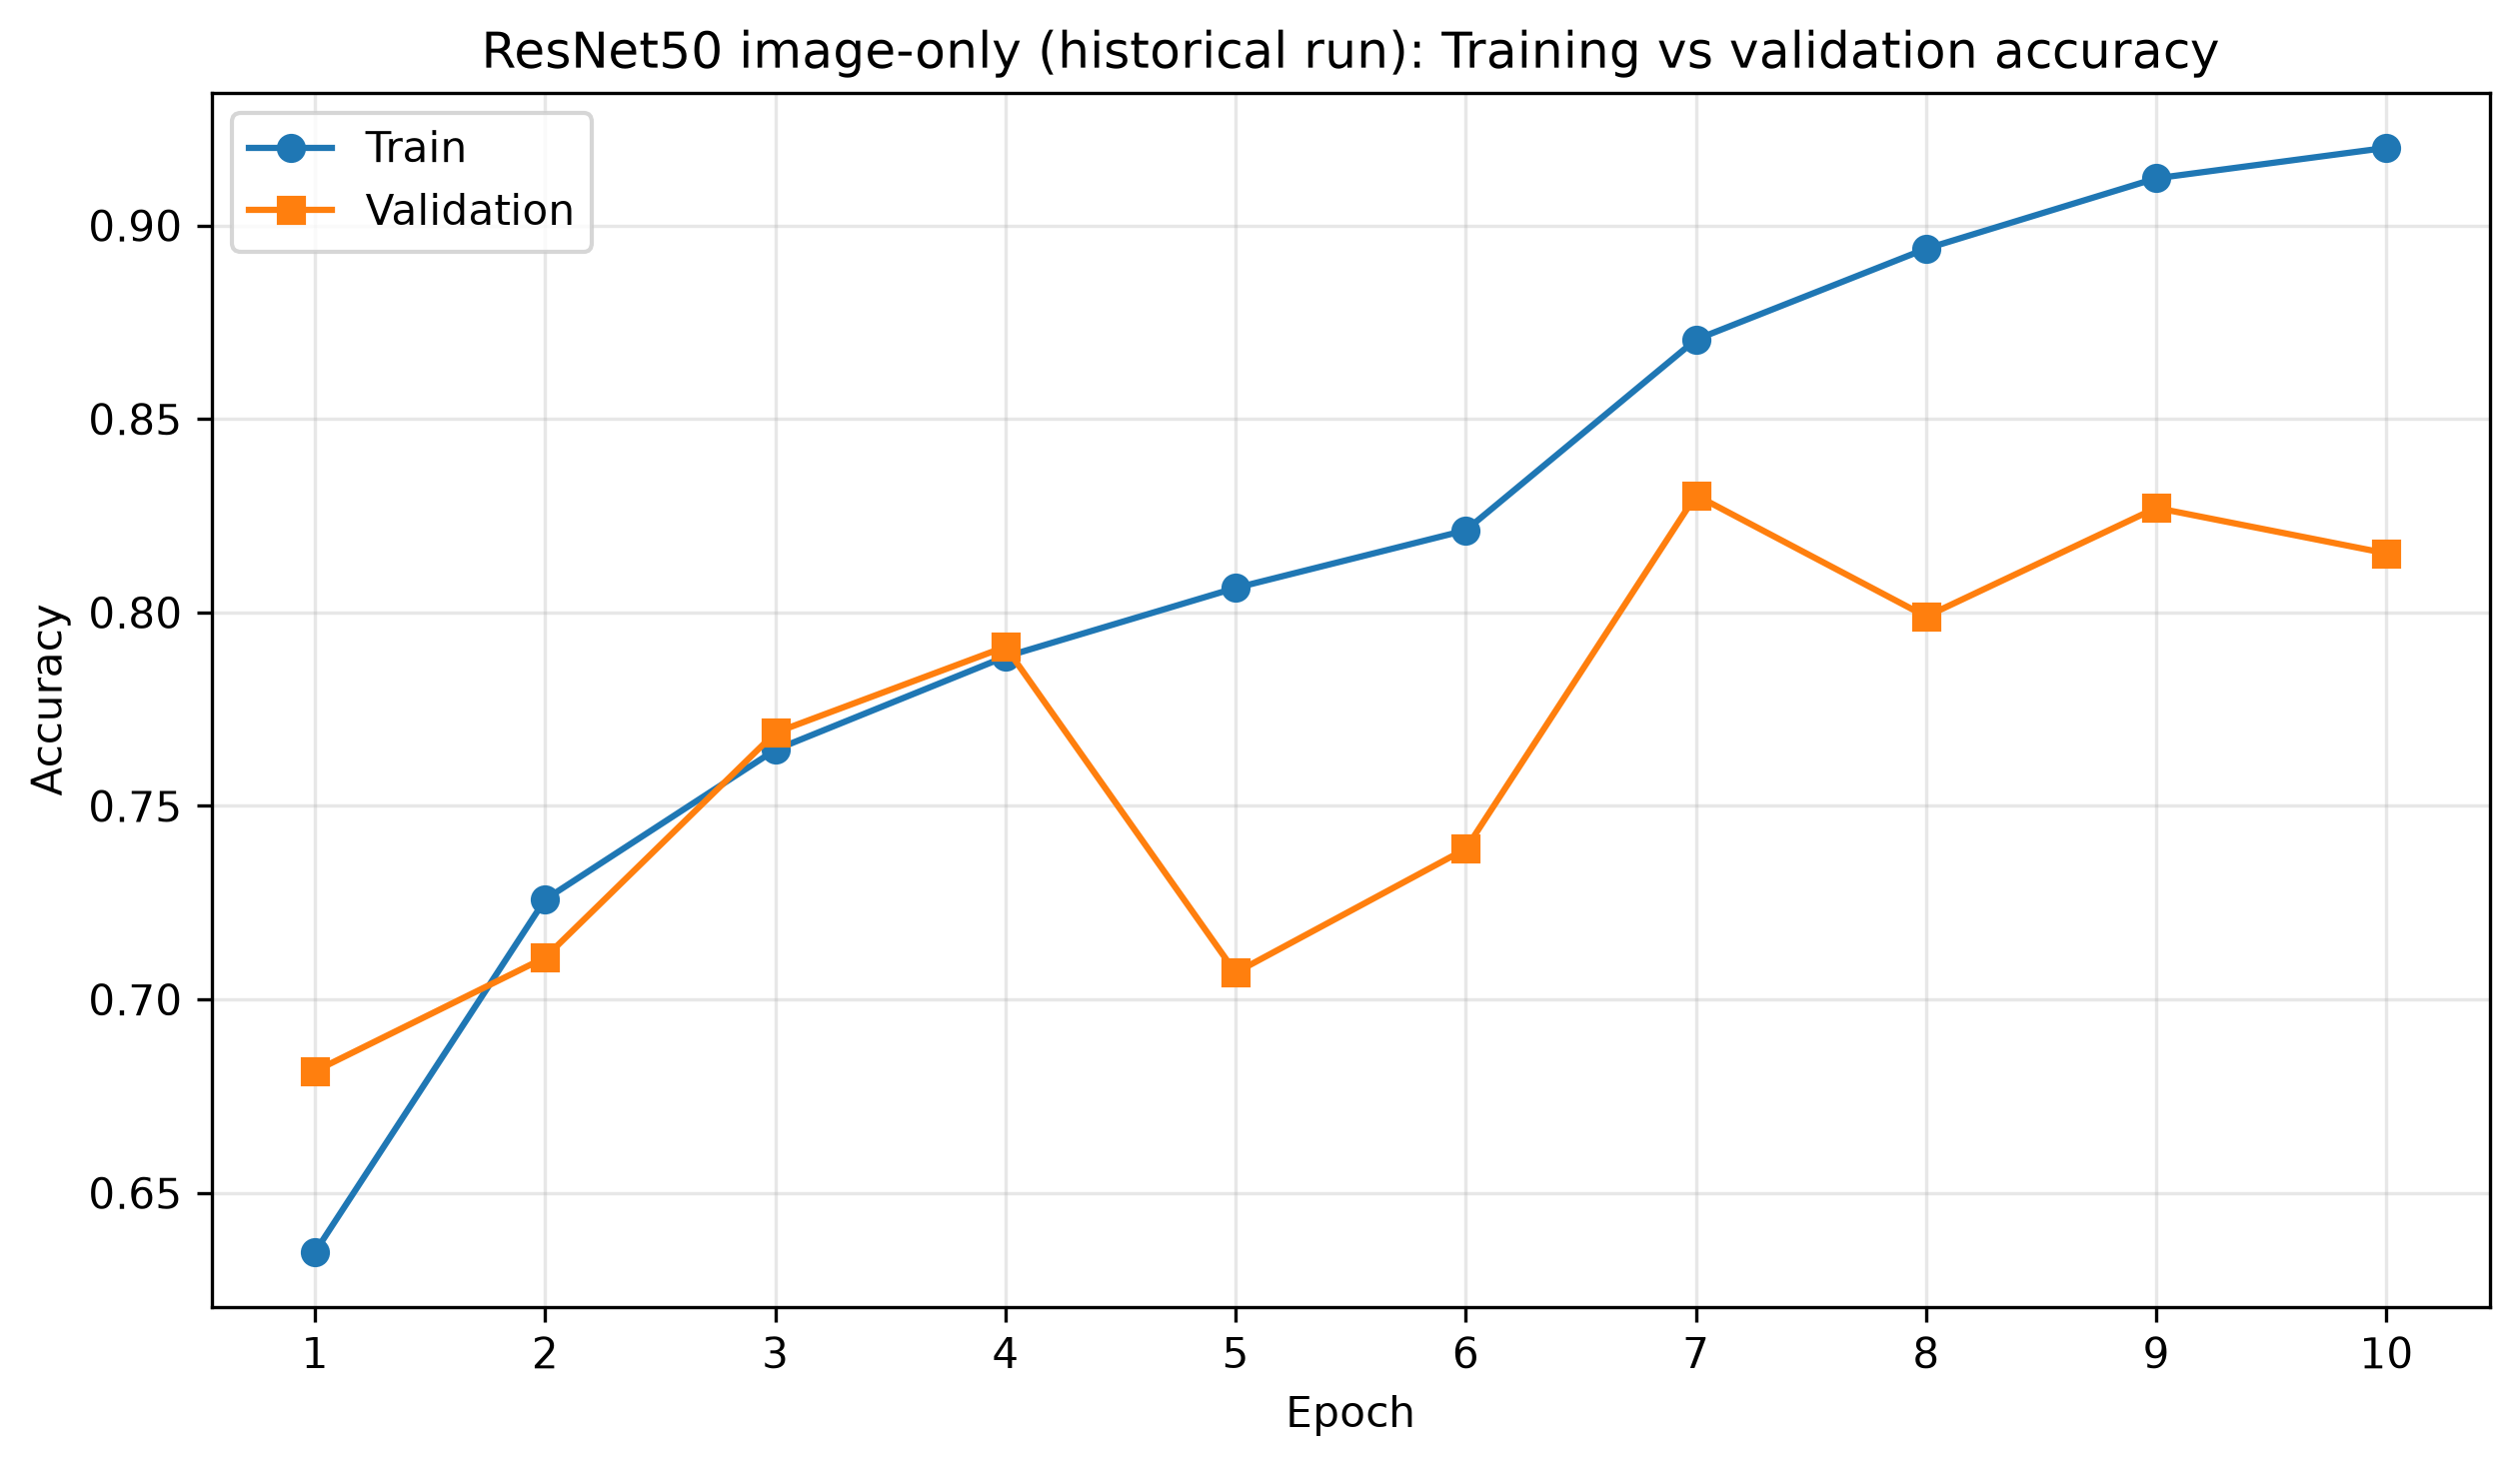 ResNet50 image-only (historical run): Training vs validation accuracy
Train
Validation
0.90
0.85
0.80
0.75
0.70
0.65
Accuracy
1 2 3 4 5 6 7 8 9 10
Epoch